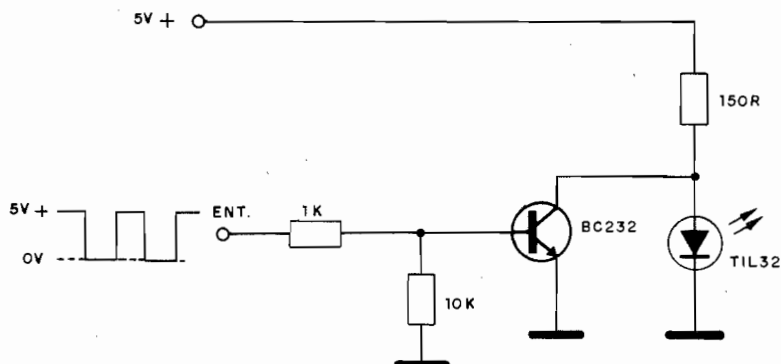 5V +
150R
5V +
ENT.
1K
BC232
0V
TIL32
10K